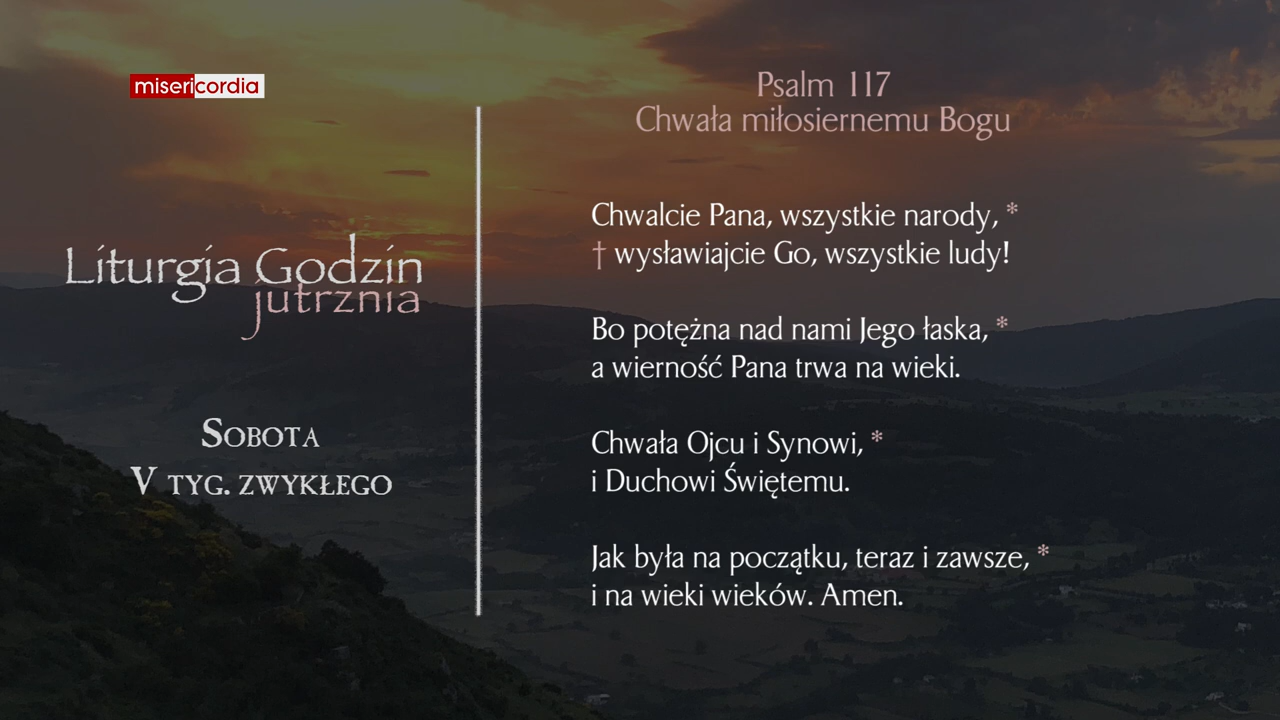 misericordia
Liturgia Godzin
jutrznia
Sobota
V tyg. zwykłego
Psalm 117
Chwała miłosiernemu Bogu
Chwalcie Pana, wszystkie narody, *
† wysławiajcie Go, wszystkie ludy!
Bo potężna nad nami Jego łaska, *
a wierność Pana trwa na wieki.
Chwała Ojcu i Synowi, *
i Duchowi Świętemu.
Jak była na początku, teraz i zawsze, *
i na wieki wieków. Amen.